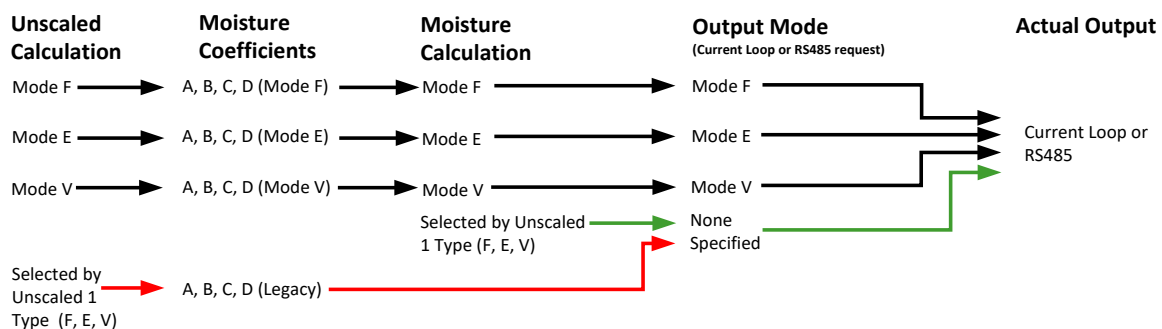 Unscaled
Calculation
Moisture
Coefficients
Moisture
Calculation
Output Mode
(Current Loop or RS485 request)
Actual Output
Mode F
A, B, C, D (Mode F)
Mode F
Mode F
Mode E
A, B, C, D (Mode E)
Mode E
Mode E
Current Loop or
RS485
Mode V
A, B, C, D (Mode V)
Mode V
Mode V
Selected by Unscaled
1 Type (F, E, V)
None
Specified
Selected by
Unscaled 1
Type (F, E, V)
A, B, C, D (Legacy)